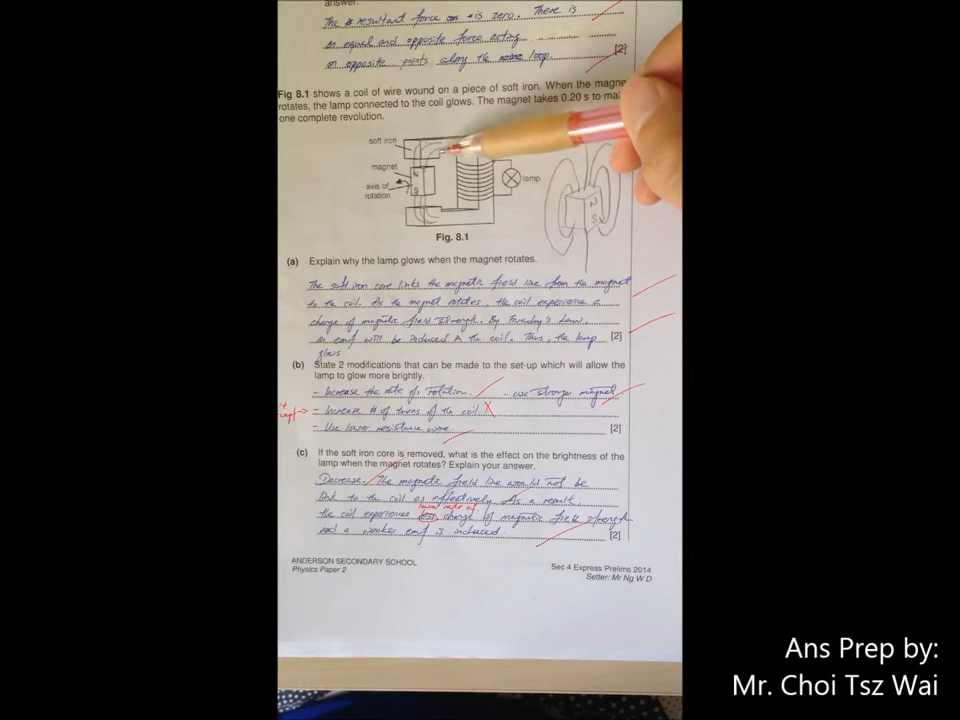 answer.
The resultant force is zero. There is
an equal and opposite force acting
on opposite points along the loop.
[2]
Fig 8.1 shows a coil of wire wound on a piece of soft iron. When the magne
rotates, the lamp connected to the coil glows. The magnet takes 0.20 s to ma
one complete revolution.
soft iron
magnet
N
S
axis of
rotation
lamp
N
S
Fig. 8.1
(a) Explain why the lamp glows when the magnet rotates.
The soft iron core links the magnetic field line from the magnet
to the coil. As the magnet rotates, the coil experience a
change of magnetic field strength. By Faraday's Law,
an emf will be induced in the coil. Thus, the lamp [2]
glows.
(b) State 2 modifications that can be made to the set-up which will allow the
lamp to glow more brightly.
- Increase the rate of rotation. - use stronger magnet
- Increase # of turns of the coil. X
- Use lower resistance wire. [2]
(c) If the soft iron core is removed, what is the effect on the brightness of the
lamp when the magnet rotates? Explain your answer.
Decrease. The magnetic field line would not be
link to the coil as effectively. As a result
lower rate of
the coil experiences less change of magnetic field strength
and a weaker emf is induced. [2]
ANDERSON SECONDARY SCHOOL
Physics Paper 2
Sec 4 Express Prelims 2014
Setter: Mr Ng W D
Ans Prep by:
Mr. Choi Tsz Wai